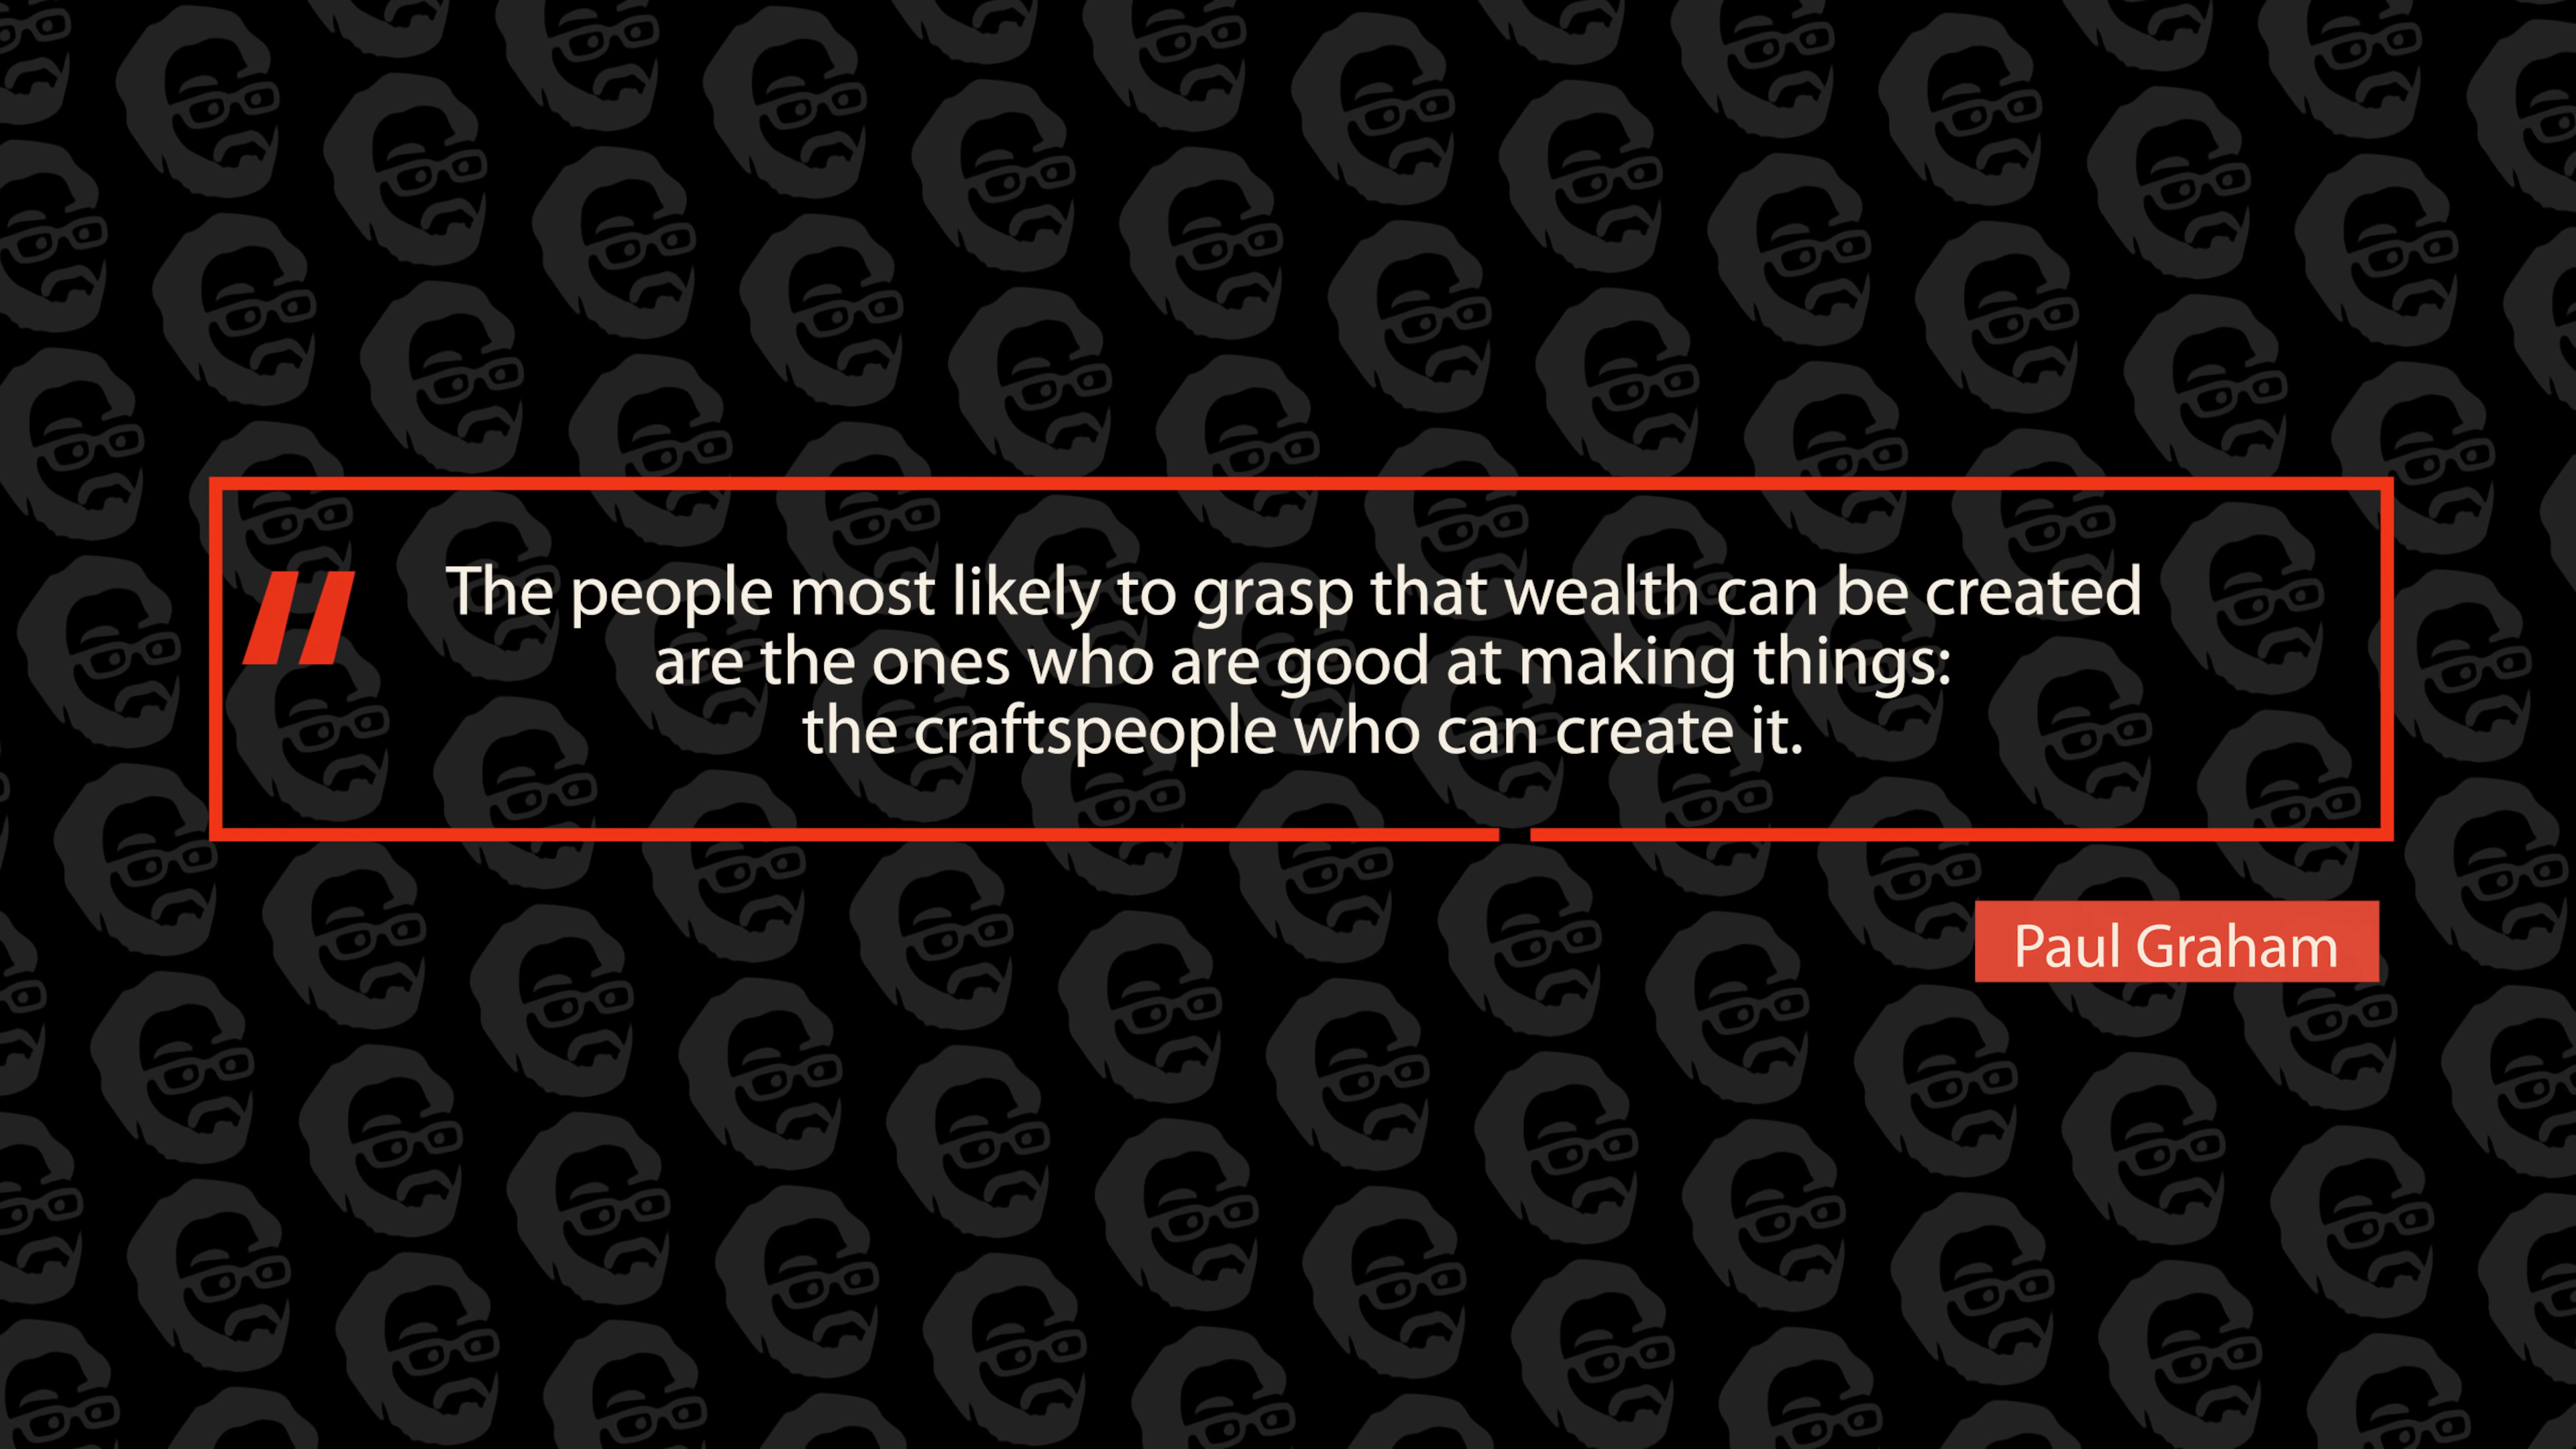 "
The people most likely to grasp that wealth can be created
are the ones who are good at making things:
the craftspeople who can create it.
Paul Graham